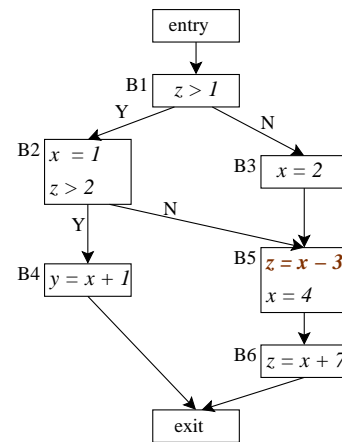 entry
B1
z > 1
Y
N
B2
x = 1
z > 2
B3
x = 2
Y
N
B4
y = x + 1
B5
z = x – 3
x = 4
B6
z = x + 7
exit